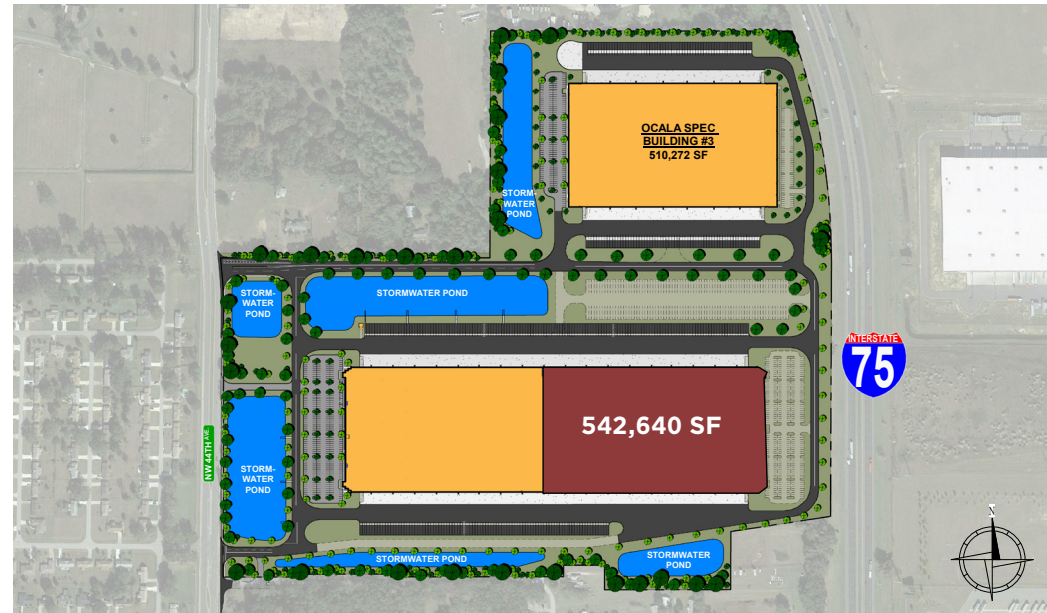 OCALA SPEC
BUILDING #3
510,272 SF
STORM-
WATER
POND
STORM-
WATER
POND
STORMWATER POND
INTERSTATE
75
542,640 SF
NW 44TH AVE.
STORM-
WATER
POND
STORMWATER POND
STORMWATER
POND
N